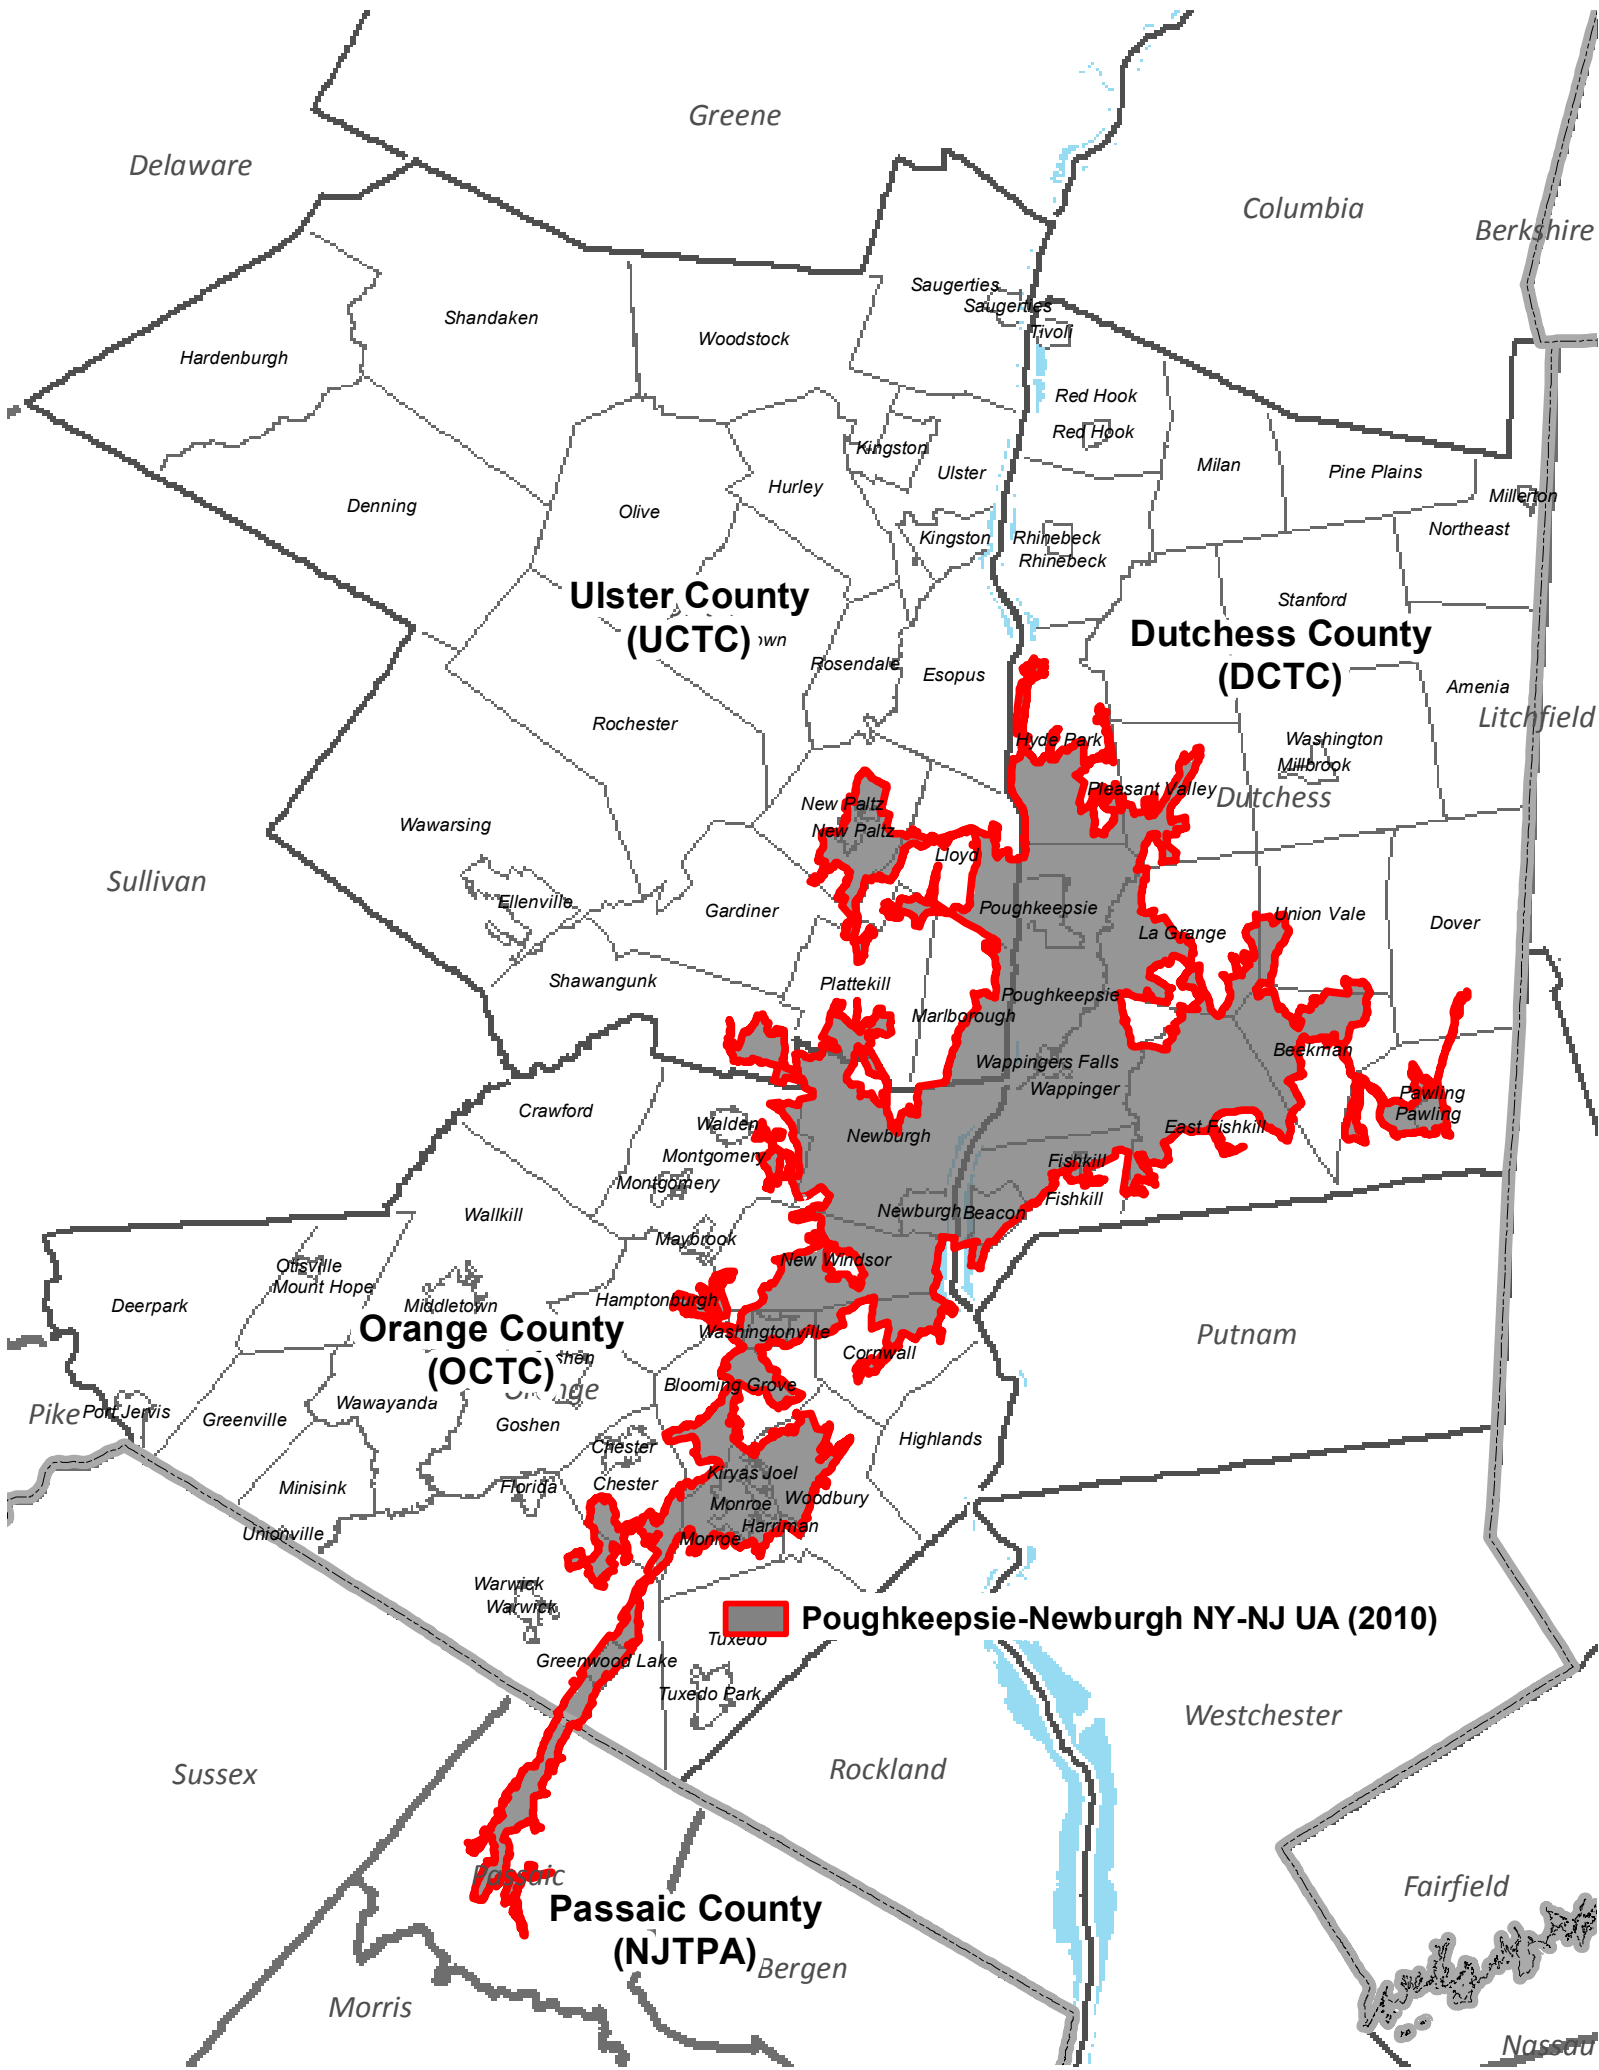 Greene
Delaware
Columbia
Berkshire
Saugerties
Saugerties
Tivoli
Shandaken
Woodstock
Hardenburgh
Red Hook
Red Hook
Kingston
Ulster
Milan
Pine Plains
Millerton
Hurley
Denning
Olive
Northeast
Kingston
Rhinebeck
Rhinebeck
Ulster County
(UCTC)
own
Stanford
Dutchess County
(DCTC)
Rosendale
Esopus
Amenia
Litchfield
Rochester
Hyde Park
Washington
Millbrook
Pleasant Valley
Dutchess
New Paltz
New Paltz
Wawarsing
Lloyd
Sullivan
Ellenville
Gardiner
Poughkeepsie
Union Vale
Dover
La Grange
Shawangunk
Plattekill
Poughkeepsie
Marlborough
Beekman
Wappingers Falls
Wappinger
Pawling
Pawling
Crawford
Walden
Newburgh
East Fishkill
Montgomery
Montgomery
Fishkill
Fishkill
Wallkill
Newburgh
Beacon
Maybrook
New Windsor
Otisville
Mount Hope
Deerpark
Middletown
Hamptonburgh
Orange County
(OCTC)
hen
Orange
Washingtonville
Cornwall
Putnam
Blooming Grove
Pike
Port Jervis
Greenville
Wawayanda
Goshen
Highlands
Chester
Chester
Kiryas Joel
Minisink
Florida
Monroe
Woodbury
Unionville
Harriman
Monroe
Warwick
Warwick
Poughkeepsie-Newburgh NY-NJ UA (2010)
Tuxedo
Greenwood Lake
Tuxedo Park
Westchester
Sussex
Rockland
Passaic
Fairfield
Passaic County
(NJTPA)
Bergen
Morris
Nassau